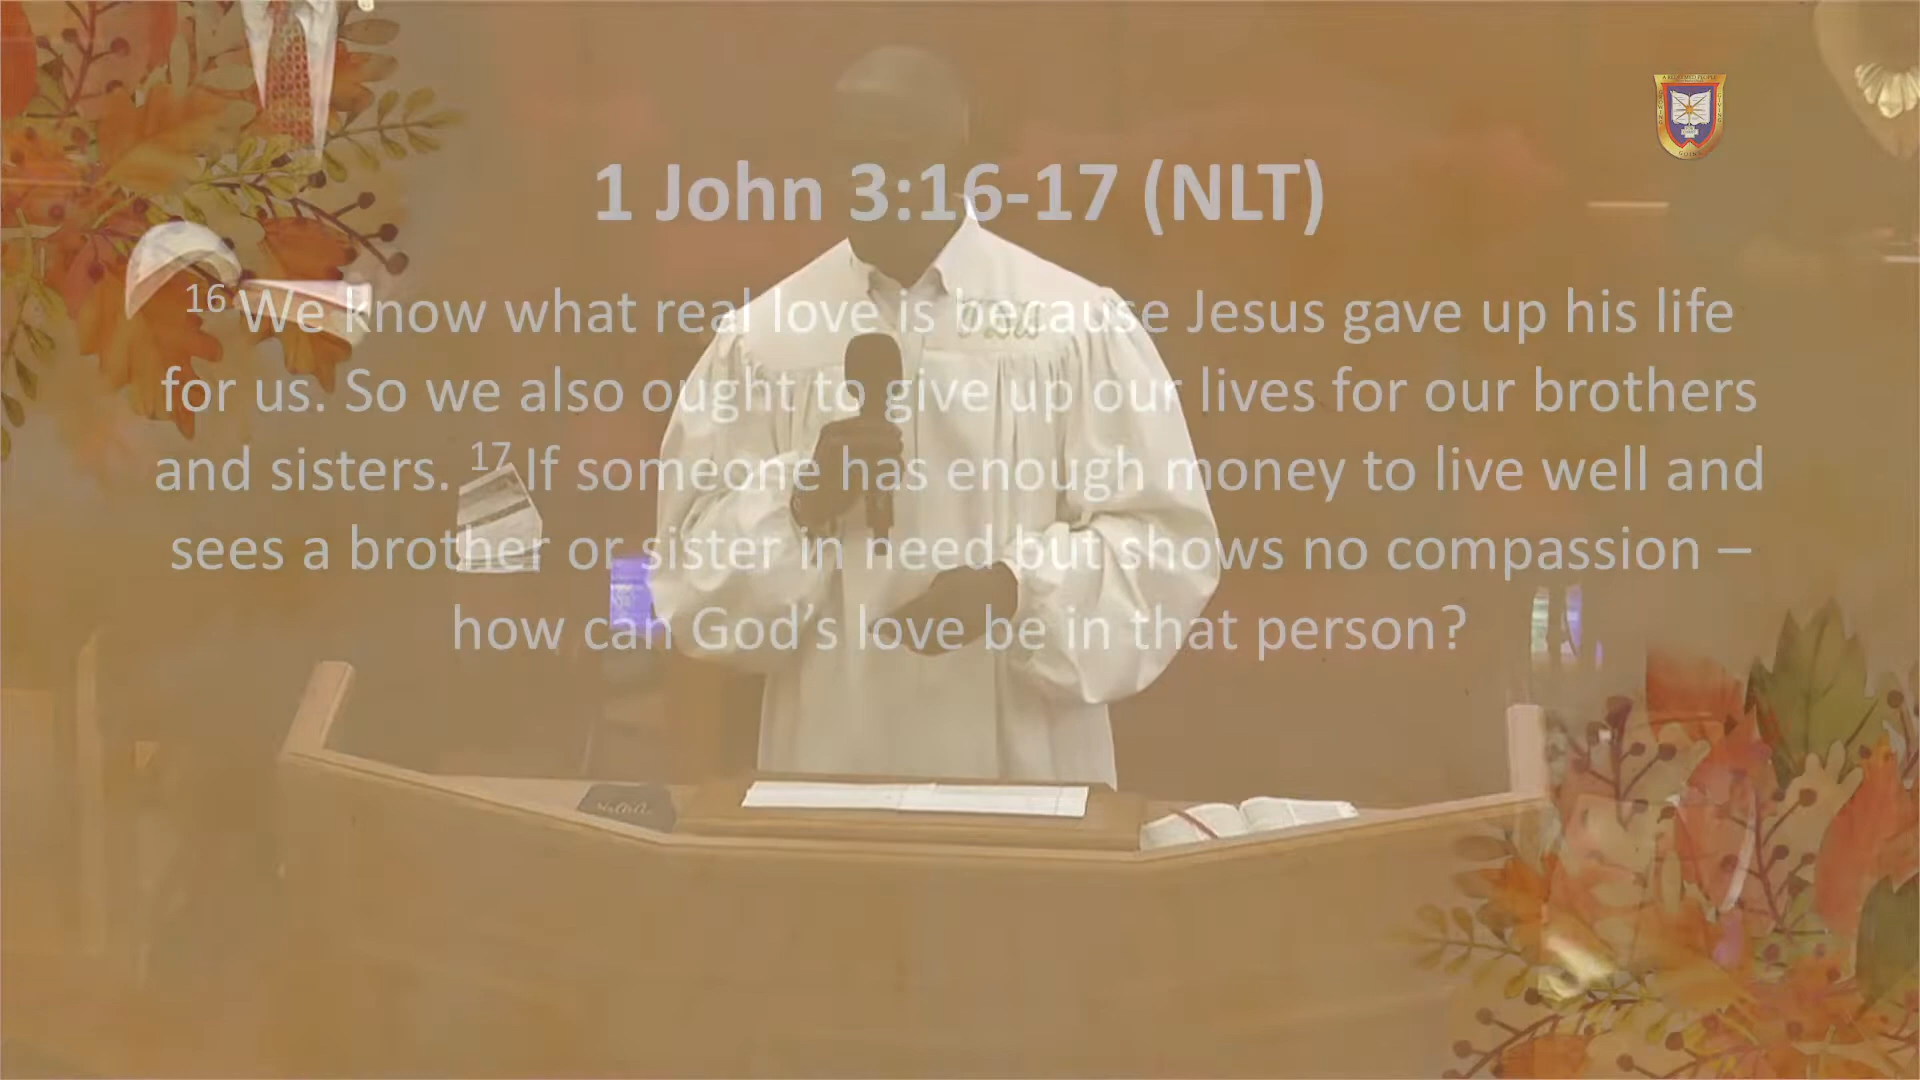 1 John 3:16-17 (NLT)
16 We know what real love is because Jesus gave up his life
for us. So we also ought to give up our lives for our brothers
and sisters. 17 If someone has enough money to live well and
sees a brother or sister in need but shows no compassion –
how can God's love be in that person?